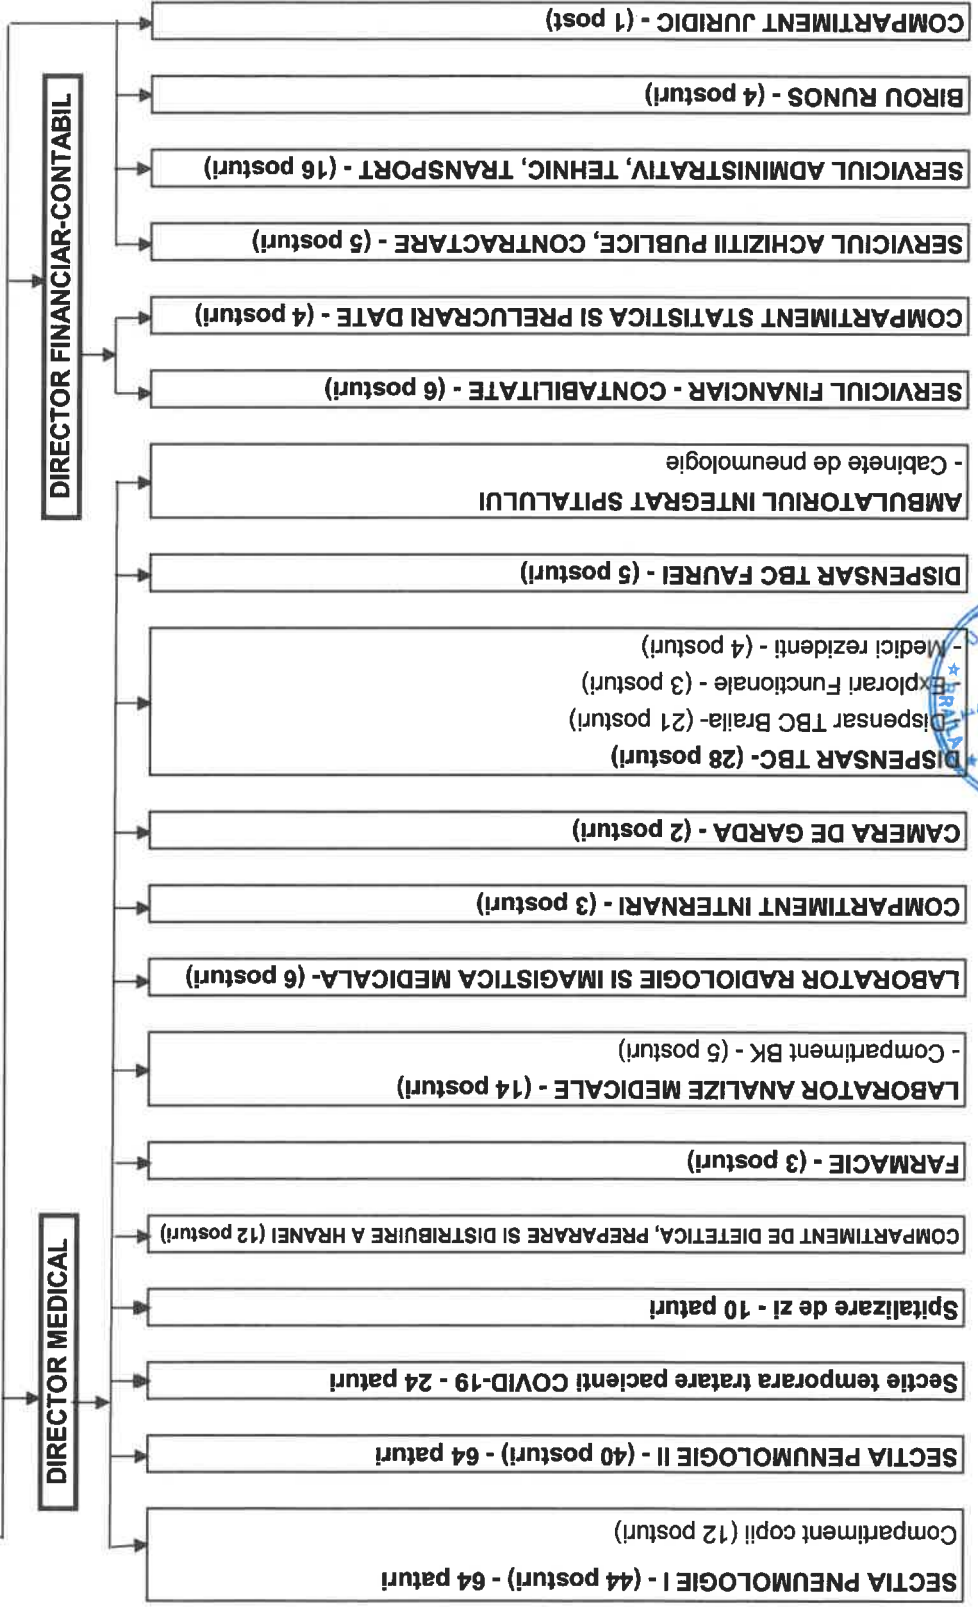 DIRECTOR MEDICAL
SECTIA PNEUMOLOGIE I - (44 posturi) - 64 paturi
Compartiment copii (12 posturi)
SECTIA PENUMOLOGIE II - (40 posturi) - 64 paturi
Sectie temporara tratare pacienti COVID-19 - 24 paturi
Spitalizare de zi - 10 paturi
COMPARTIMENT DE DIETETICA, PREPARARE SI DISTRIBUIRE A HRANEI (12 posturi)
FARMACIE - (3 posturi)
LABORATOR ANALIZE MEDICALE - (14 posturi)
- Compartiment BK - (5 posturi)
LABORATOR RADIOLOGIE SI IMAGISTICA MEDICALA- (6 posturi)
COMPARTIMENT INTERNARI - (3 posturi)
CAMERA DE GARDA - (2 posturi)
DISPENSAR TBC- (28 posturi)
- Dispensar TBC Braila- (21 posturi)
- Explorari Functionale - (3 posturi)
- Medici rezidenti - (4 posturi)
DISPENSAR TBC FAUREI - (5 posturi)
AMBULATORIUL INTEGRAT SPITALULUI
- Cabinete de pneumologie
DIRECTOR FINANCIAR-CONTABIL
SERVICIUL FINANCIAR - CONTABILITATE - (6 posturi)
COMPARTIMENT STATISTICA SI PRELUCRARI DATE - (4 posturi)
SERVICIUL ACHIZITII PUBLICE, CONTRACTARE - (5 posturi)
SERVICIUL ADMINISTRATIV, TEHNIC, TRANSPORT - (16 posturi)
BIROU RUNOS - (4 posturi)
COMPARTIMENT JURIDIC - (1 post)
* BRAILA *